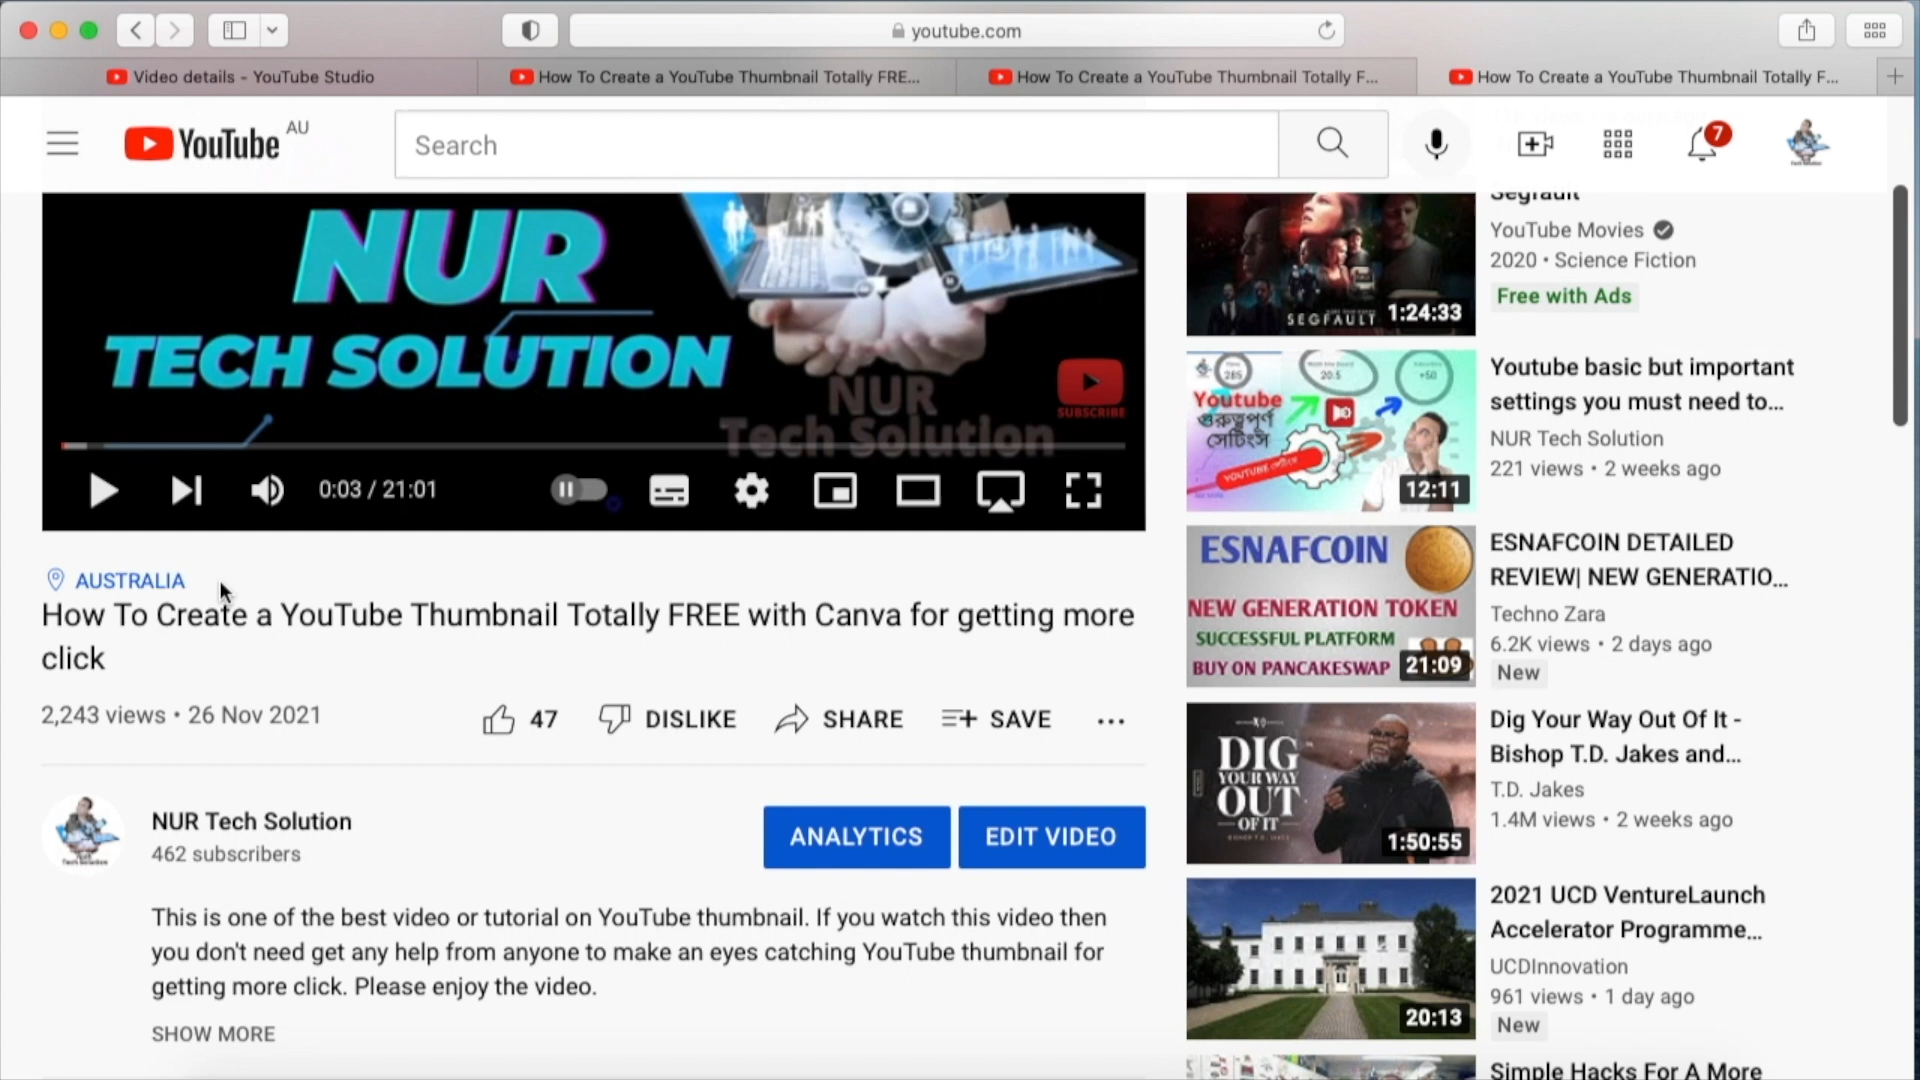 youtube.com
Video details - YouTube Studio
How To Create a YouTube Thumbnail Totally FRE...
How To Create a YouTube Thumbnail Totally F...
How To Create a YouTube Thumbnail Totally F...
YouTube AU
Search
7
NUR
TECH SOLUTION
NUR
Tech Solution
SUBSCRIBE
0:03 / 21:01
AUSTRALIA
How To Create a YouTube Thumbnail Totally FREE with Canva for getting more
click
2,243 views • 26 Nov 2021
47
DISLIKE
SHARE
SAVE
NUR Tech Solution
462 subscribers
ANALYTICS
EDIT VIDEO
This is one of the best video or tutorial on YouTube thumbnail. If you watch this video then
you don't need get any help from anyone to make an eyes catching YouTube thumbnail for
getting more click. Please enjoy the video.
SHOW MORE
SEGFAULT
1:24:33
Segfault
YouTube Movies
2020 • Science Fiction
Free with Ads
285
20.5
+50
Youtube
গুরুত্বপূর্ণ
সেটিংস
12:11
Youtube basic but important
settings you must need to...
NUR Tech Solution
221 views • 2 weeks ago
ESNAFCOIN
NEW GENERATION TOKEN
SUCCESSFUL PLATFORM
BUY ON PANCAKESWAP
21:09
ESNAFCOIN DETAILED
REVIEW| NEW GENERATIO...
Techno Zara
6.2K views • 2 days ago
New
DIG
YOUR WAY
OUT
OF IT
1:50:55
Dig Your Way Out Of It -
Bishop T.D. Jakes and...
T.D. Jakes
1.4M views • 2 weeks ago
20:13
2021 UCD VentureLaunch
Accelerator Programme...
UCDInnovation
961 views • 1 day ago
New
Simple Hacks For A More